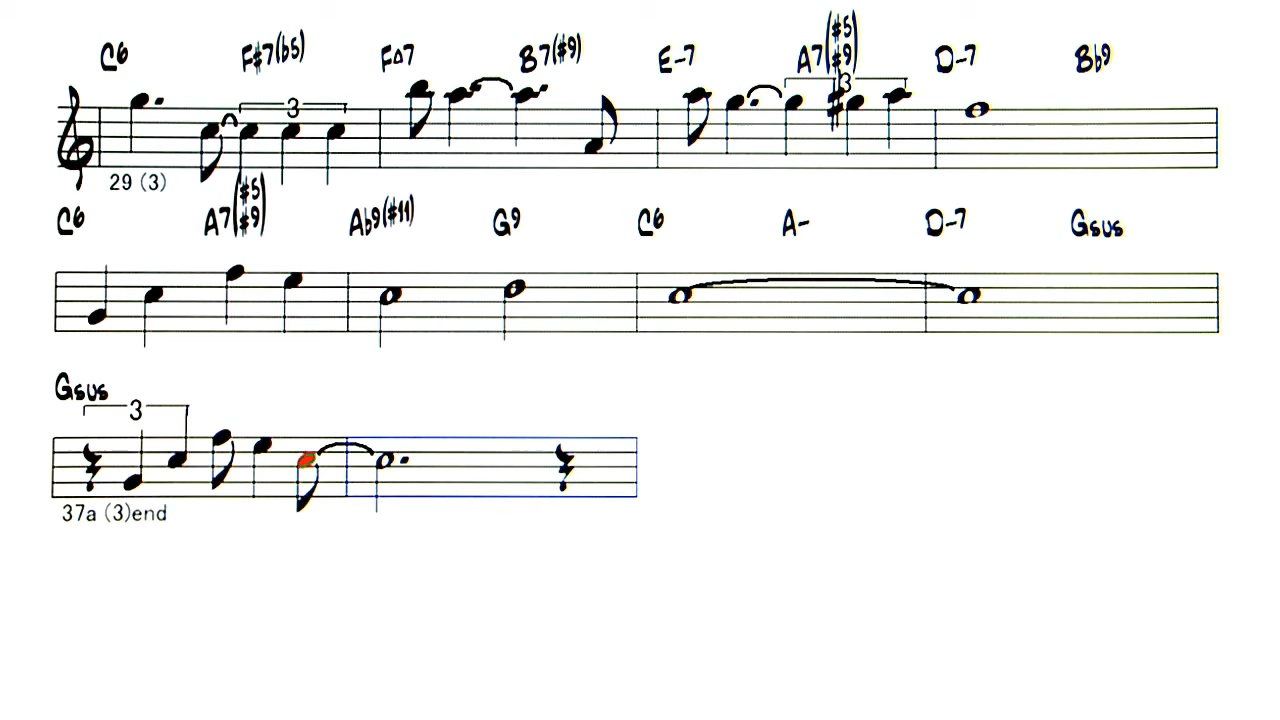 C6 F#7(b5) F△7 B7(#9) E-7 A7(#5 #9) D-7 Bb9
3 3
29 (3)
C6 A7(#5 #9) Ab9(#11) G9 C6 A- D-7 Gsus
Gsus
3
37a (3)end